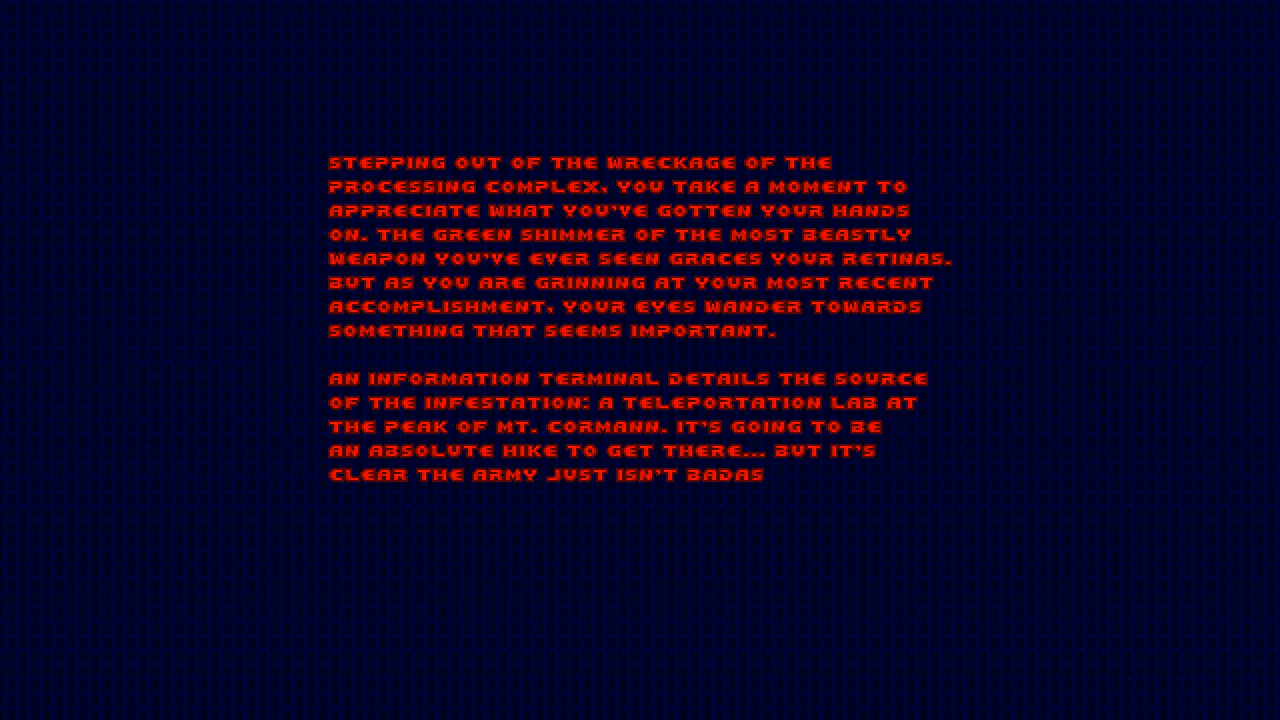 STEPPING OUT OF THE WRECKAGE OF THE
PROCESSING COMPLEX, YOU TAKE A MOMENT TO
APPRECIATE WHAT YOU'VE GOTTEN YOUR HANDS
ON. THE GREEN SHIMMER OF THE MOST BEASTLY
WEAPON YOU'VE EVER SEEN GRACES YOUR RETINAS.
BUT AS YOU ARE GRINNING AT YOUR MOST RECENT
ACCOMPLISHMENT, YOUR EYES WANDER TOWARDS
SOMETHING THAT SEEMS IMPORTANT.
AN INFORMATION TERMINAL DETAILS THE SOURCE
OF THE INFESTATION: A TELEPORTATION LAB AT
THE PEAK OF MT. CORMANN. IT'S GOING TO BE
AN ABSOLUTE HIKE TO GET THERE... BUT IT'S
CLEAR THE ARMY JUST ISN'T BADAS